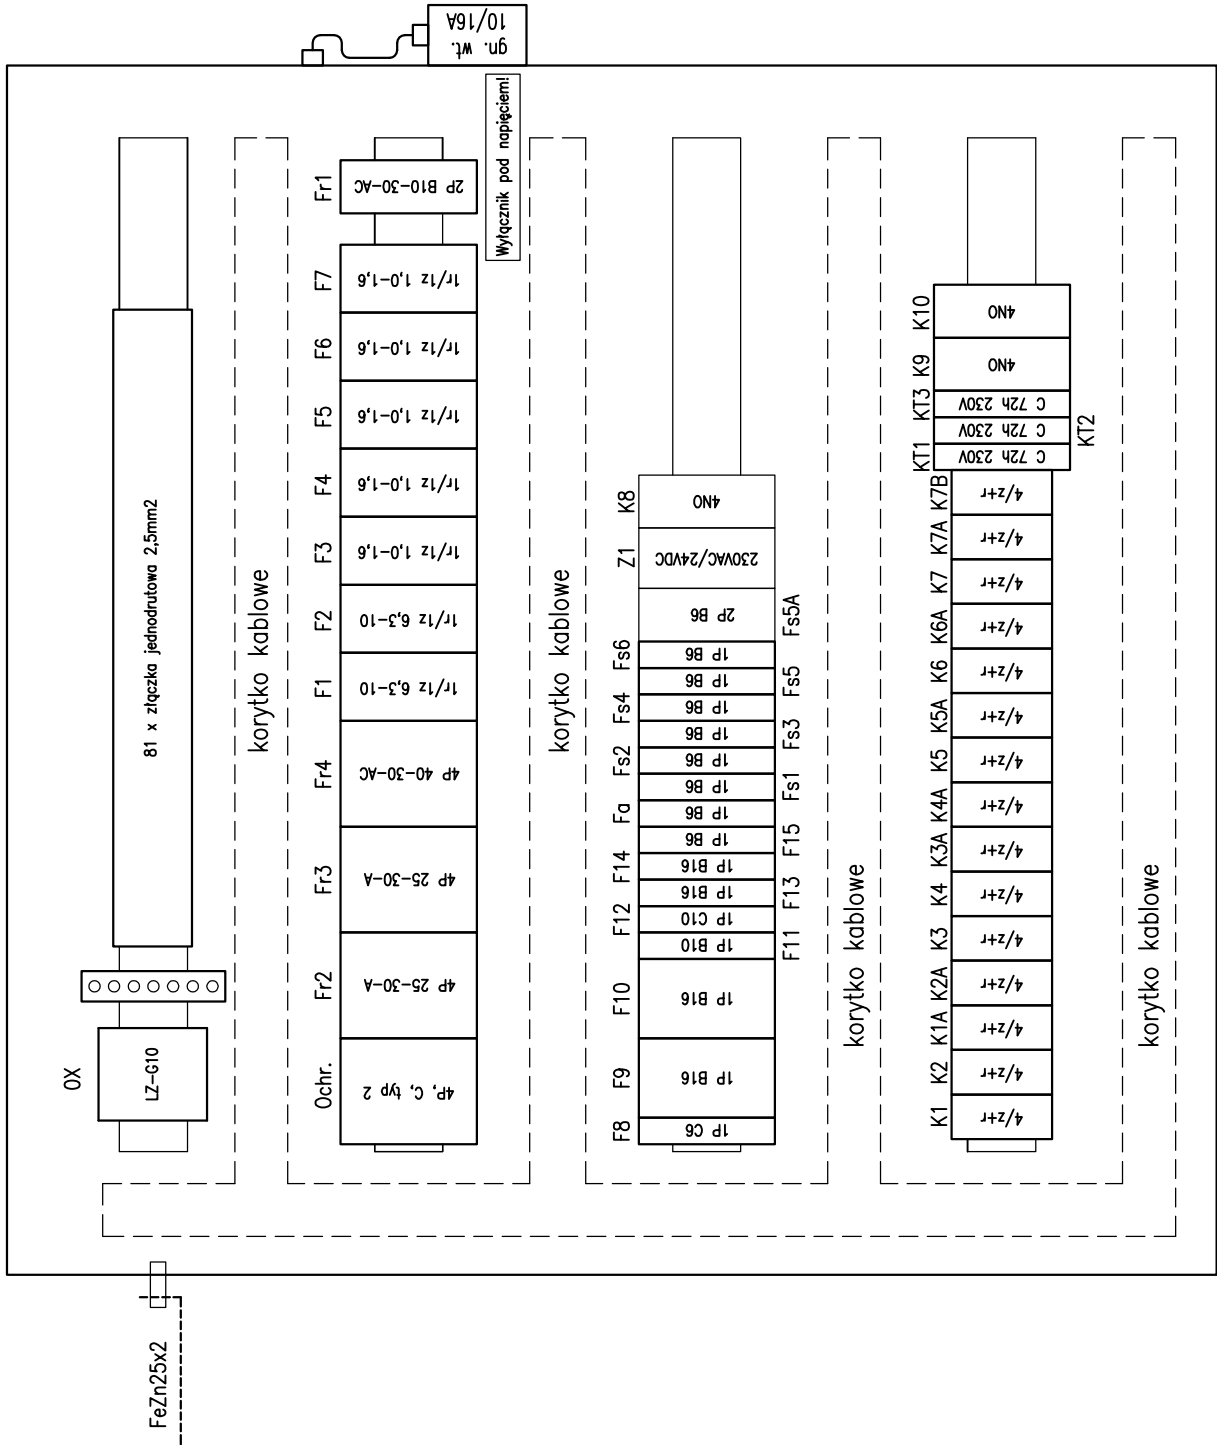 gn. wt.
10/16A
Wyłącznik pod napięciem!
0X
LZ-G10
81 x złączka jednodrutowa 2,5mm2
korytko kablowe
Ochr.
4P, C, typ 2
Fr2
4P 25-30-A
Fr3
4P 25-30-A
Fr4
4P 40-30-AC
F1
1r/1z 6,3-10
F2
1r/1z 6,3-10
F3
1r/1z 1,0-1,6
F4
1r/1z 1,0-1,6
F5
1r/1z 1,0-1,6
F6
1r/1z 1,0-1,6
F7
1r/1z 1,0-1,6
Fr1
2P B10-30-AC
korytko kablowe
F8
1P C6
F9
1P B16
F10
1P B16
F11
1P B10
F12
1P C10
F13
1P B16
F14
1P B16
F15
1P B6
Fa
1P B6
Fs1
1P B6
Fs2
1P B6
Fs3
1P B6
Fs4
1P B6
Fs5
1P B6
Fs6
1P B6
Fs5A
2P B6
Z1
230VAC/24VDC
K8
4NO
korytko kablowe
K1
4/z+r
K2
4/z+r
K1A
4/z+r
K2A
4/z+r
K3
4/z+r
K4
4/z+r
K3A
4/z+r
K4A
4/z+r
K5
4/z+r
K5A
4/z+r
K6
4/z+r
K6A
4/z+r
K7
4/z+r
K7A
4/z+r
K7B
4/z+r
KT1
C 72h 230V
KT2
C 72h 230V
KT3
C 72h 230V
K9
4NO
K10
4NO
korytko kablowe
FeZn25x2